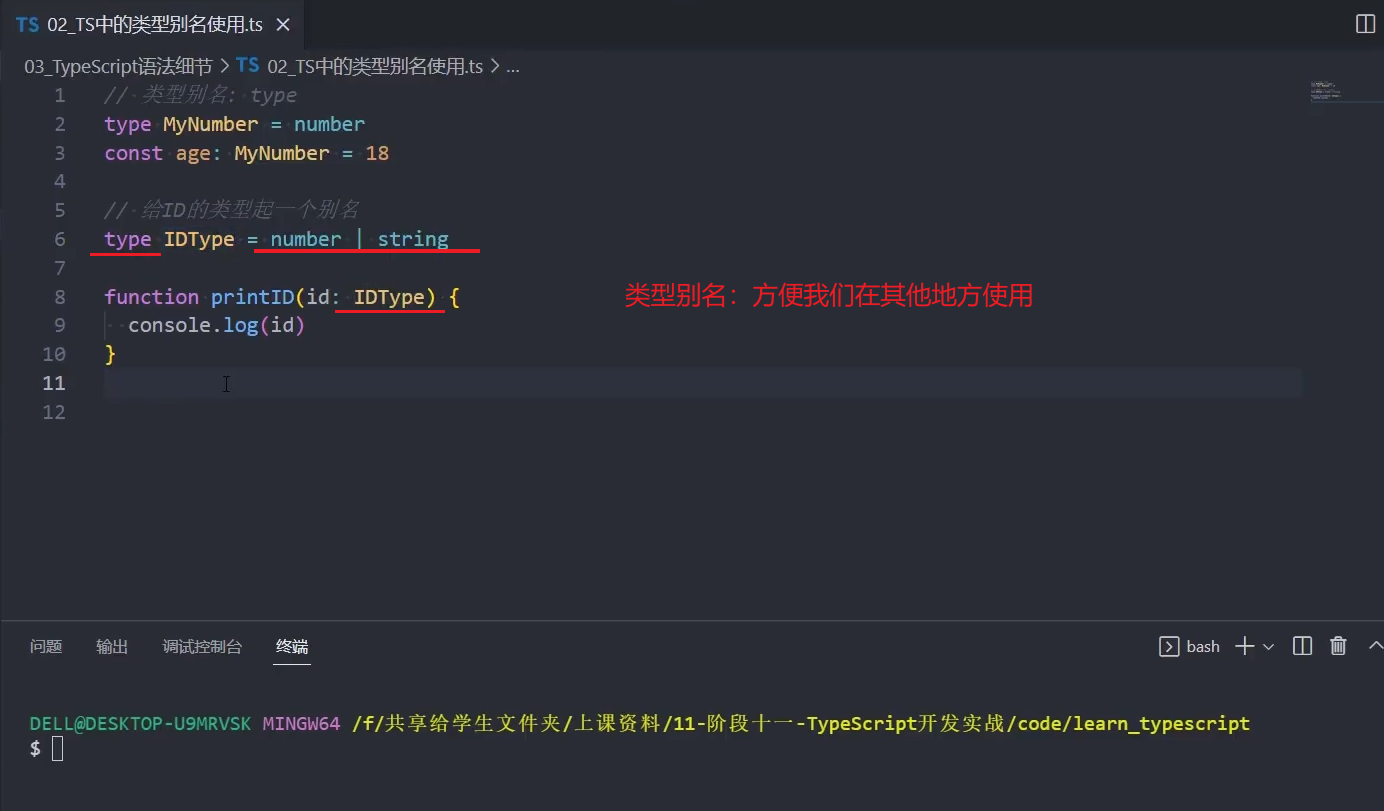 TS 02_TS中的类型别名使用.ts ×
03_TypeScript语法细节 > TS 02_TS中的类型别名使用.ts > ...
1 // 类型别名: type
2 type MyNumber = number
3 const age: MyNumber = 18
4
5 // 给ID的类型起一个别名
6 type IDType = number | string
7
8 function printID(id: IDType) {
类型别名：方便我们在其他地方使用
9 console.log(id)
10 }
11
12
问题 输出 调试控制台 终端 bash
DELL@DESKTOP-U9MRVSK MINGW64 /f/共享给学生文件夹/上课资料/11-阶段十一-TypeScript开发实战/code/learn_typescript
$